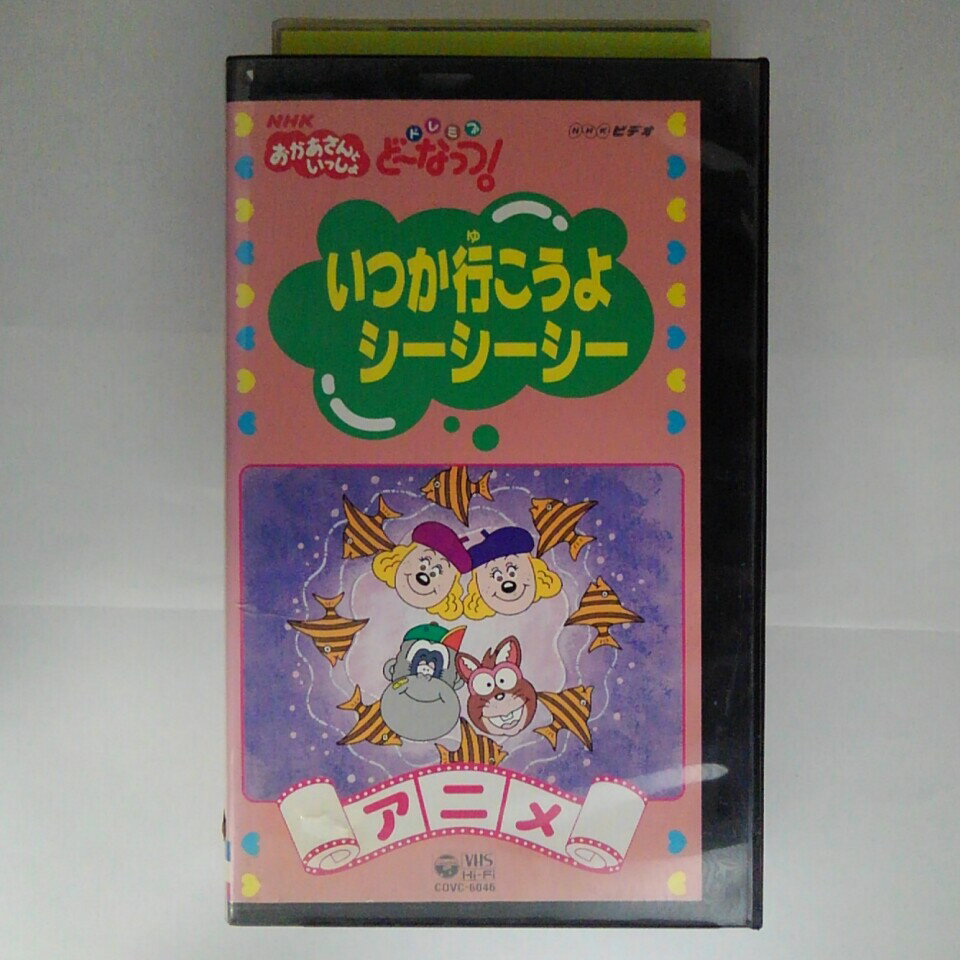 NHK
おかあさんと
いっしょ
ドレミファ
ど〜なっつ!
NHKビデオ
ゆ
いつか行こうよ
シーシーシー
アニメ
VHS
Hi-Fi
COVC-6046